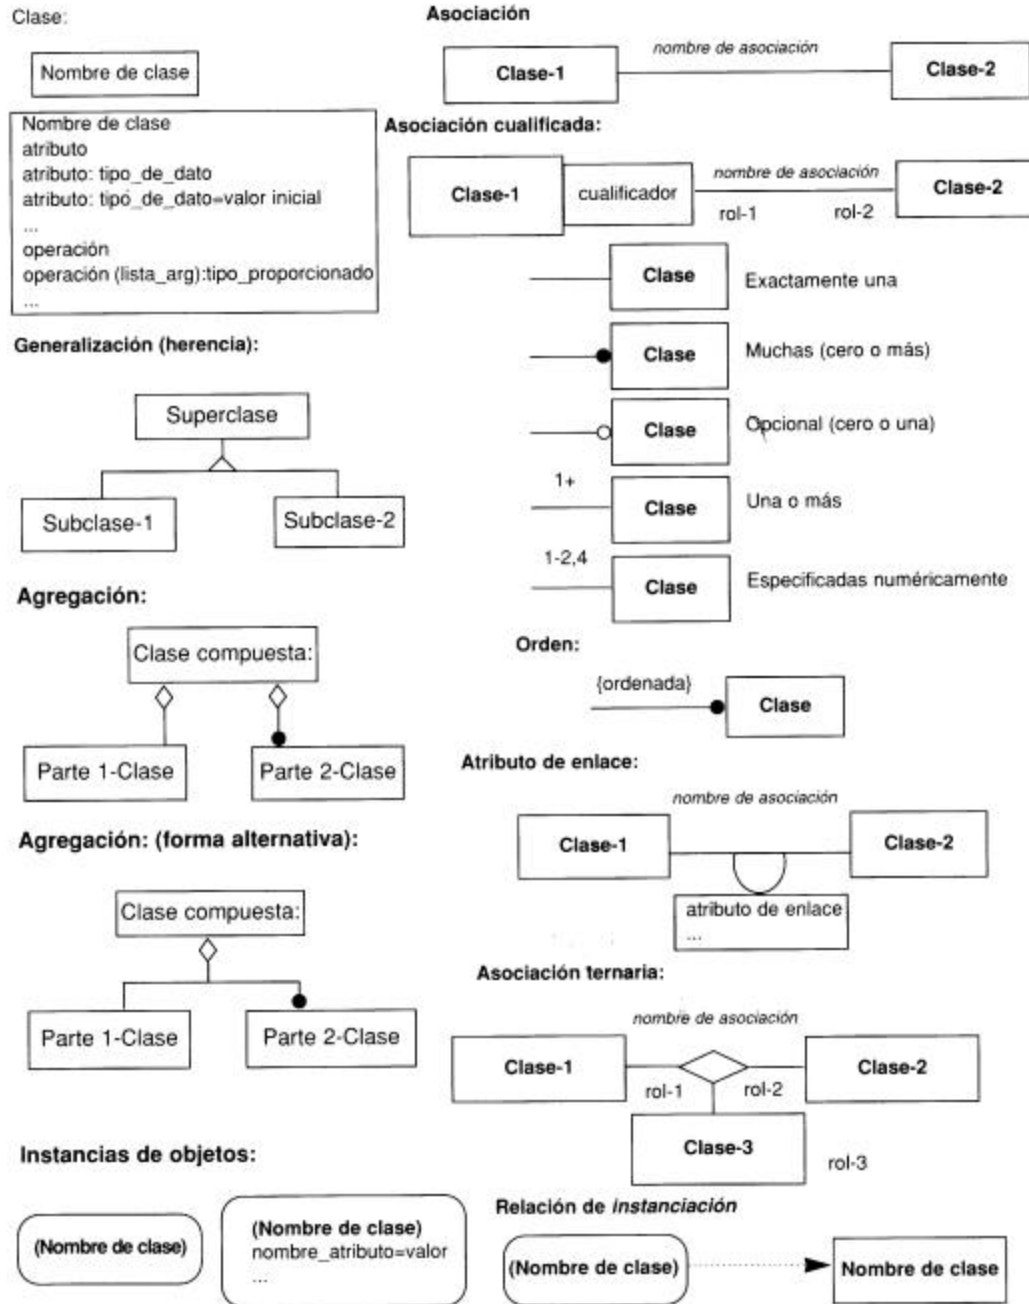 Clase:
Nombre de clase
Nombre de clase
atributo
atributo: tipo_de_dato
atributo: tipo_de_dato=valor inicial
...
operación
operación (lista_arg):tipo_proporcionado
...
Generalización (herencia):
Superclase
Subclase-1
Subclase-2
Agregación:
Clase compuesta:
Parte 1-Clase
Parte 2-Clase
Agregación: (forma alternativa):
Clase compuesta:
Parte 1-Clase
Parte 2-Clase
Instancias de objetos:
(Nombre de clase)
(Nombre de clase)
nombre_atributo=valor
...
Asociación
nombre de asociación
Clase-1
Clase-2
Asociación cualificada:
Clase-1
cualificador
nombre de asociación
rol-1
rol-2
Clase-2
Clase
Exactamente una
Clase
Muchas (cero o más)
Clase
Opcional (cero o una)
1+
Clase
Una o más
1-2,4
Clase
Especificadas numéricamente
Orden:
{ordenada}
Clase
Atributo de enlace:
nombre de asociación
Clase-1
Clase-2
atributo de enlace
...
Asociación ternaria:
nombre de asociación
Clase-1
rol-1
rol-2
Clase-2
Clase-3
rol-3
Relación de instanciación
(Nombre de clase)
Nombre de clase